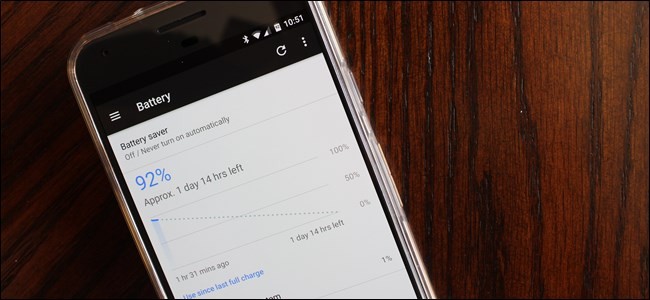 10:51
Battery
Battery saver
Off / Never turn on automatically
92%
Approx. 1 day 14 hrs left
100%
50%
0%
1 hr 31 mins ago
1 day 14 hrs left
Use since last full charge
1%